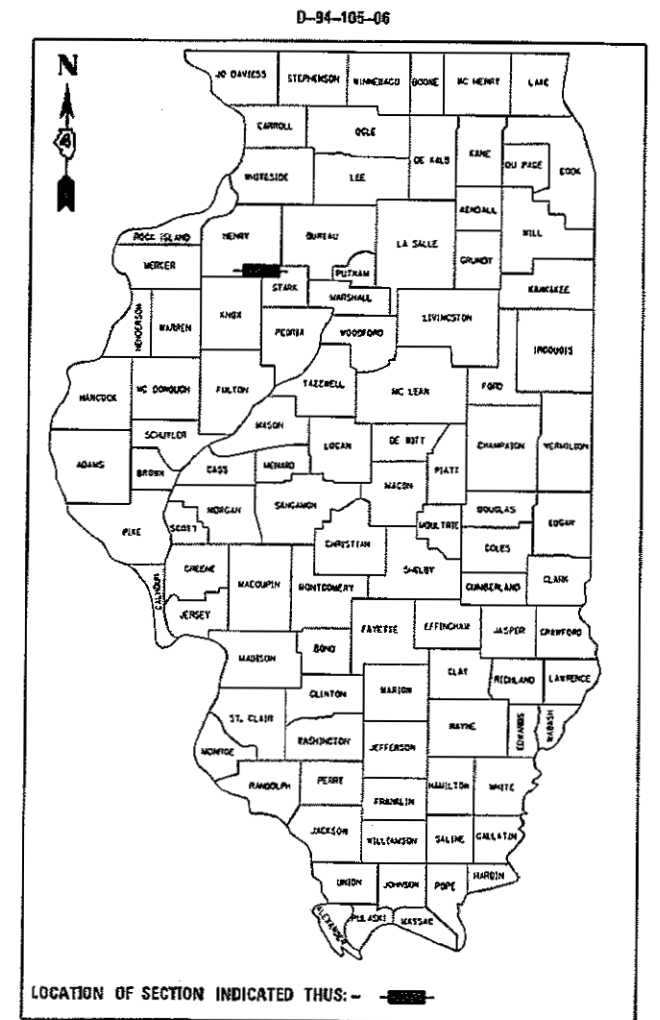 D-94-105-06
N
JO DAVIESS STEPHENSON WINNEBAGO BOONE MC HENRY LAKE
CARROLL OGLE DE KALB KANE DU PAGE COOK
WHITESIDE LEE
KENDALL WILL
ROCK ISLAND HENRY BUREAU LA SALLE GRUNDY
MERCER PUTNAM KANKAKEE
STARK MARSHALL
HENDERSON WARREN KNOX PEORIA WOODFORD LIVINGSTON IROQUOIS
HANCOCK MC DONOUGH FULTON TAZEWELL MC LEAN FORD
MASON
SCHUYLER LOGAN DE WITT CHAMPAIGN VERMILION
ADAMS BROWN CASS MENARD MACON PIATT
PIKE SCOTT MORGAN SANGAMON MOULTRIE DOUGLAS EDGAR
CHRISTIAN COLES
CALHOUN GREENE MACOUPIN MONTGOMERY SHELBY CUMBERLAND CLARK
JERSEY
FAYETTE EFFINGHAM JASPER CRAWFORD
MADISON BOND
CLAY RICHLAND LAWRENCE
CLINTON MARION
ST. CLAIR WAYNE EDWARDS WABASH
MONROE WASHINGTON JEFFERSON
RANDOLPH PERRY HAMILTON WHITE
FRANKLIN
JACKSON WILLIAMSON SALINE GALLATIN
UNION JOHNSON POPE HARDIN
ALEXANDER PULASKI MASSAC
LOCATION OF SECTION INDICATED THUS: -